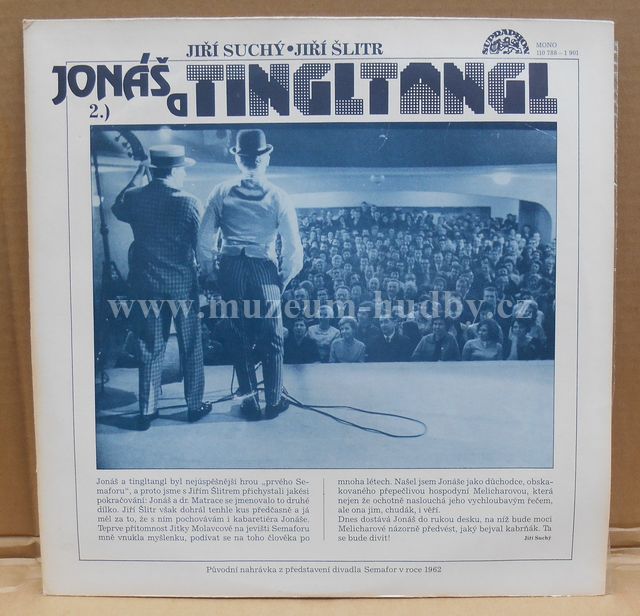 JIŘÍ SUCHÝ • JIŘÍ ŠLITR
SUPRAPHON
MONO
110 788 – 1 901
JONÁŠ a TINGLTANGL
2.)
www.muzeum-hudby.cz
Jonáš a tingltangl byl nejúspěšnější hrou „prvého Se-
maforu“, a proto jsme s Jiřím Šlitrem přichystali jakési
pokračování: Jonáš a dr. Matrace se jmenovalo to druhé
dílko. Jiří Šlitr však dohrál tenhle kus předčasně a já
měl za to, že s ním pochovávám i kabaretiéra Jonáše.
Teprve přítomnost Jitky Molavcové na jevišti Semaforu
mně vnukla myšlenku, podívat se na toho človíčka po
mnoha létech. Našel jsem Jonáše jako důchodce, obska-
kovaného přepečlivou hospodyní Melicharovou, která
nejen že ochotně naslouchá jeho vychloubavým řečem,
ale ona jim, chudák, i věří.
Dnes dostává Jonáš do rukou desku, na níž bude moci
Melicharové názorně předvést, jaký bejval kabrňák. Ta
se bude divit!
Jiří Suchý
Původní nahrávka z představení divadla Semafor v roce 1962